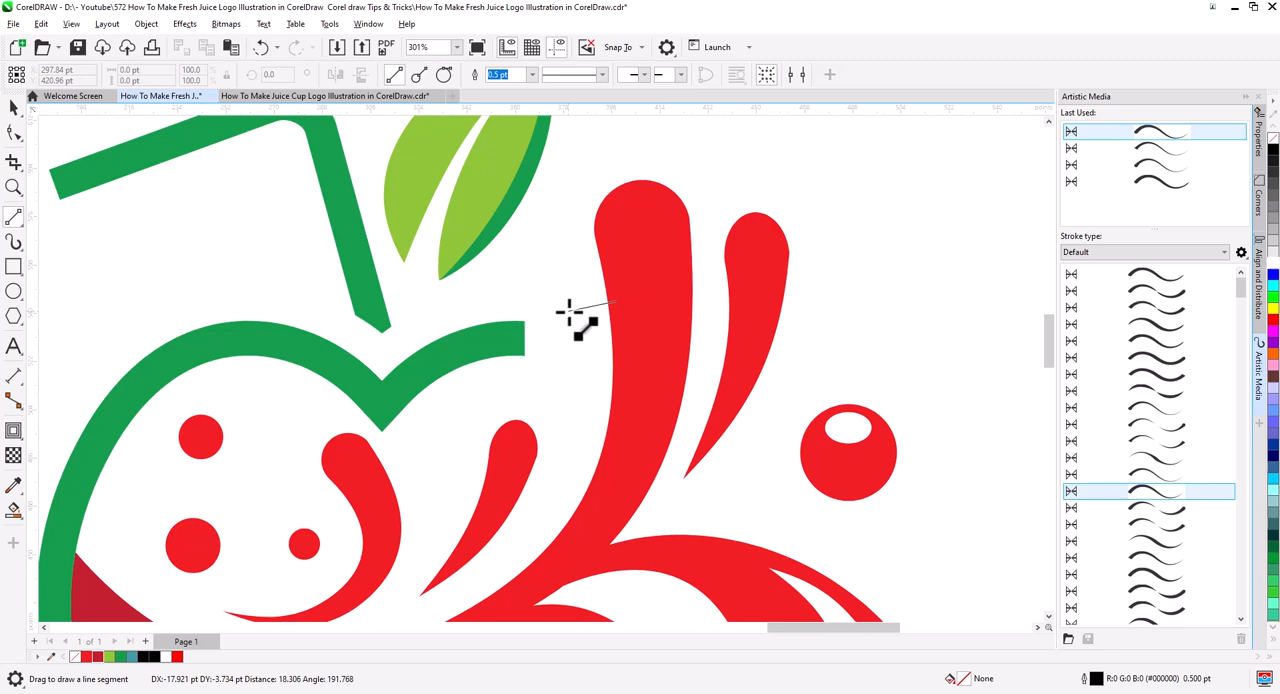 CorelDRAW D:\- Youtube\572 How To Make Fresh Juice Illustration in CorelDraw Corel draw Tips & Tricks\How To Make Fresh Juice Logo Illustration in CorelDraw.cdr*
File Edit View Layout Object Effects Bitmaps Text Table Tools Window Help
PDF 301% Snap To Launch
X: 297.84 pt 0.0 pt 100.0
Y: 420.96 pt 0.0 pt 100.0 0.0 0.5 pt
Welcome Screen How To Make Fresh J..* How To Make Juice Cup Logo Illustration in CorelDraw.cdr*
points
Artistic Media
Last Used:
Stroke type:
Default
Properties
Corners
Align and Distribute
Artistic Media
1 of 1 Page 1
Drag to draw a line segment DX:-17.921 pt DY:-3.734 pt Distance: 18.306 Angle: 191.768 None R:0 G:0 B:0 (#000000) 0.500 pt